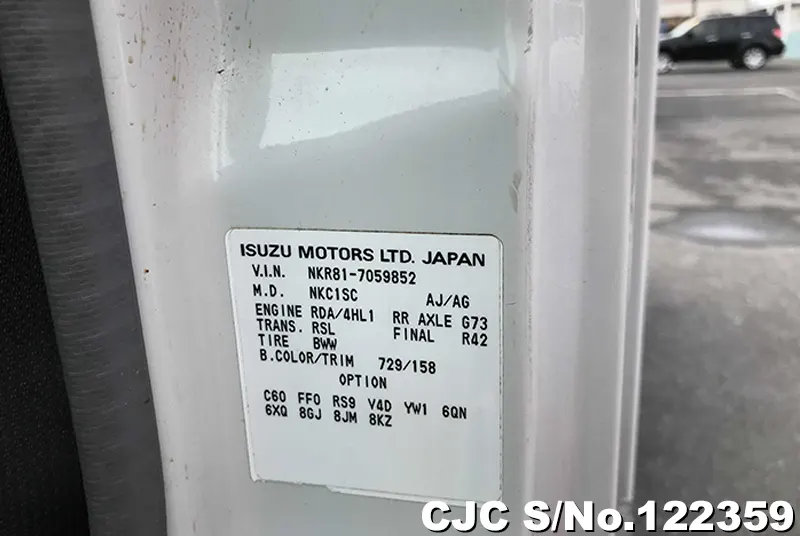 ISUZU MOTORS LTD. JAPAN
V.I.N. NKR81-7059852
M.D. NKC1SC AJ/AG
ENGINE RDA/4HL1 RR AXLE G73
TRANS. RSL FINAL R42
TIRE BWW
B.COLOR/TRIM 729/158
OPTION
C60 FF0 RS9 V4D YW1 6QN
6XQ 8GJ 8JM 8KZ
CJC S/No.122359